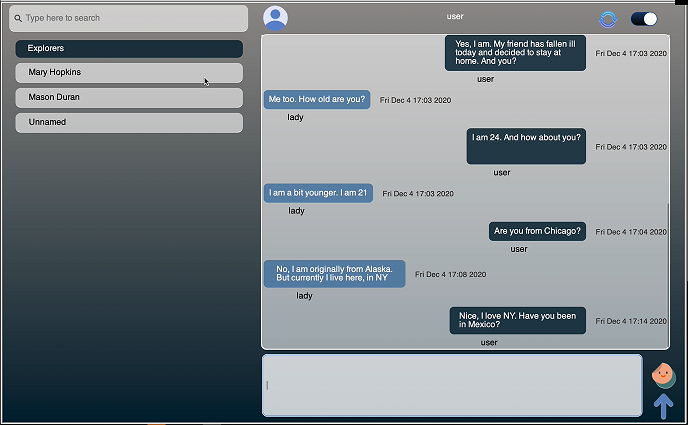 Type here to search
Explorers
Mary Hopkins
Mason Duran
Unnamed
user
Yes, I am. My friend has fallen ill
today and decided to stay at
home. And you?
Fri Dec 4 17:03 2020
user
Me too. How old are you?
Fri Dec 4 17:03 2020
lady
I am 24. And how about you?
Fri Dec 4 17:03 2020
user
I am a bit younger. I am 21
Fri Dec 4 17:03 2020
lady
Are you from Chicago?
Fri Dec 4 17:04 2020
user
No, I am originally from Alaska.
But currently I live here, in NY
Fri Dec 4 17:08 2020
lady
Nice, I love NY. Have you been
in Mexico?
Fri Dec 4 17:14 2020
user